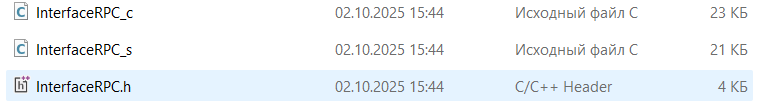 InterfaceRPC_c 02.10.2025 15:44 Исходный файл C 23 КБ
InterfaceRPC_s 02.10.2025 15:44 Исходный файл C 21 КБ
InterfaceRPC.h 02.10.2025 15:44 C/C++ Header 4 КБ